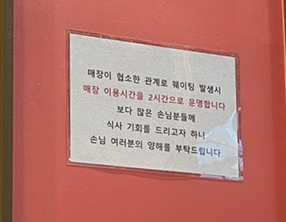 매장이 협소한 관계로 웨이팅 발생시
매장 이용시간을 2시간으로 운영합니다
보다 많은 손님분들께
식사 기회를 드리고자 하니
손님 여러분의 양해를 부탁드립니다